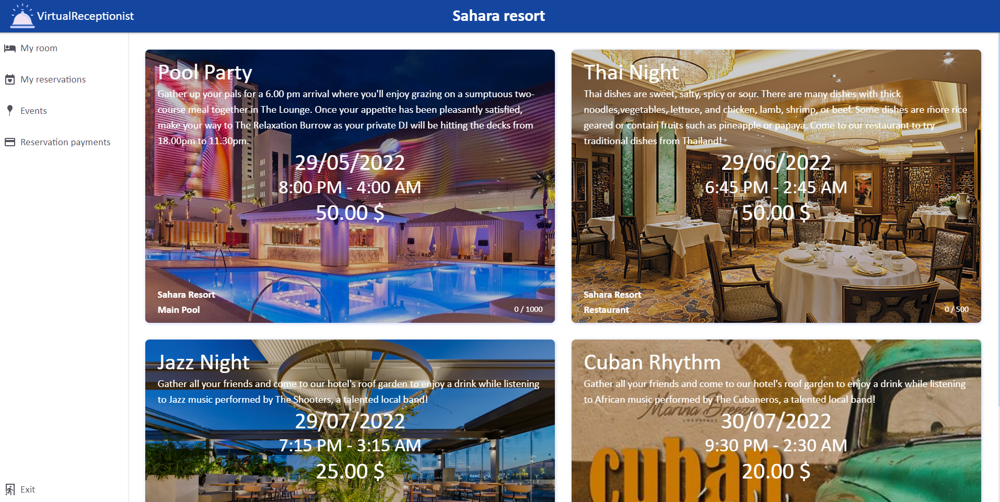 VirtualReceptionist
Sahara resort
My room
My reservations
Events
Reservation payments
Exit
Pool Party
Gather up your pals for a 6.00 pm arrival where you'll enjoy grazing on a sumptuous two-
course meal together in The Lounge. Once your appetite has been pleasantly satisfied,
make your way to The Relaxation Burrow as your private DJ will be hitting the decks from
18.00pm to 11.30pm.
29/05/2022
8:00 PM - 4:00 AM
50.00 $
Sahara Resort
Main Pool
0 / 1000
Thai Night
Thai dishes are sweet, salty, spicy or sour. There are many dishes with thick
noodles,vegetables, lettuce, and chicken, lamb, shrimp, or beef. Some dishes are more rice
geared or contain fruits such as pineapple or papaya. Come to our restaurant to try
traditional dishes from Thailand!
29/06/2022
6:45 PM - 2:45 AM
50.00 $
Sahara Resort
Restaurant
0 / 500
Jazz Night
Gather all your friends and come to our hotel's roof garden to enjoy a drink while listening
to Jazz music performed by The Shooters, a talented local band!
29/07/2022
7:15 PM - 3:15 AM
25.00 $
Cuban Rhythm
Gather all your friends and come to our hotel's roof garden to enjoy a drink while listening
to African music performed by The Cubaneros, a talented local band!
Marina Breeze
30/07/2022
9:30 PM - 2:30 AM
20.00 $
cuban